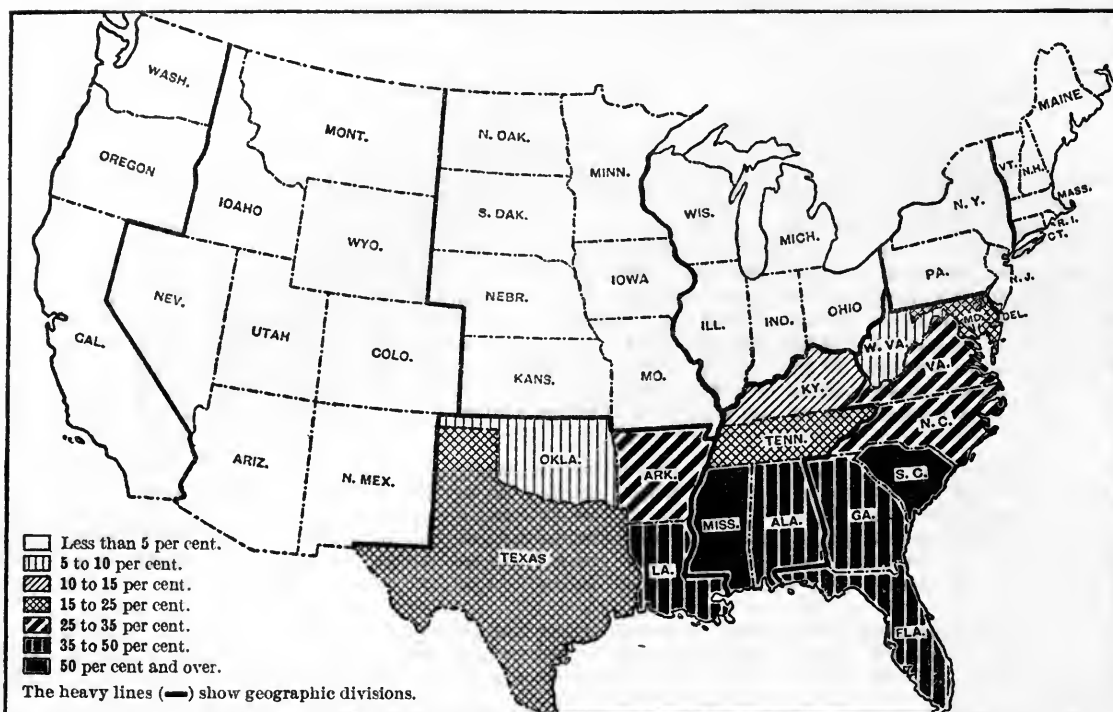 WASH.
MONT.
N. DAK.
MINN.
MAINE
VT.
N.H.
OREGON
IOAHO
S. DAK.
WIS.
MICH.
N.Y.
MASS.
R.I.
CT.
WYO.
IOWA
PA.
N.J.
NEV.
NEBR.
ILL.
IND.
OHIO
MD.
DEL.
W. VA.
CAL.
UTAH
COLO.
KANS.
MO.
KY.
VA.
ARIZ.
N. MEX.
OKLA.
ARK.
TENN.
N.C.
S. C.
TEXAS
MISS.
ALA.
GA.
LA.
FLA.
Less than 5 per cent.
5 to 10 per cent.
10 to 15 per cent.
15 to 25 per cent.
25 to 35 per cent.
35 to 50 per cent.
50 per cent and over.
The heavy lines (▬) show geographic divisions.